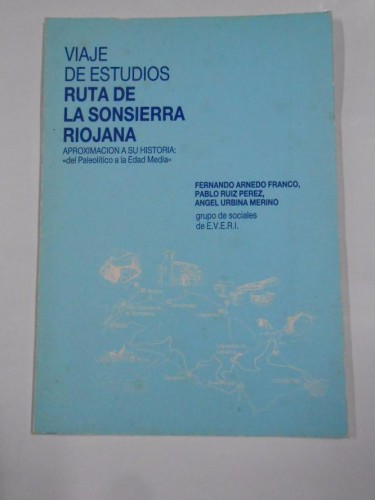 VIAJE
DE ESTUDIOS
RUTA DE
LA SONSIERRA
RIOJANA
APROXIMACION A SU HISTORIA:
«del Paleolítico a la Edad Media»
FERNANDO ARNEDO FRANCO,
PABLO RUIZ PEREZ,
ANGEL URBINA MERINO
grupo de sociales
de E.V.E.R.I.